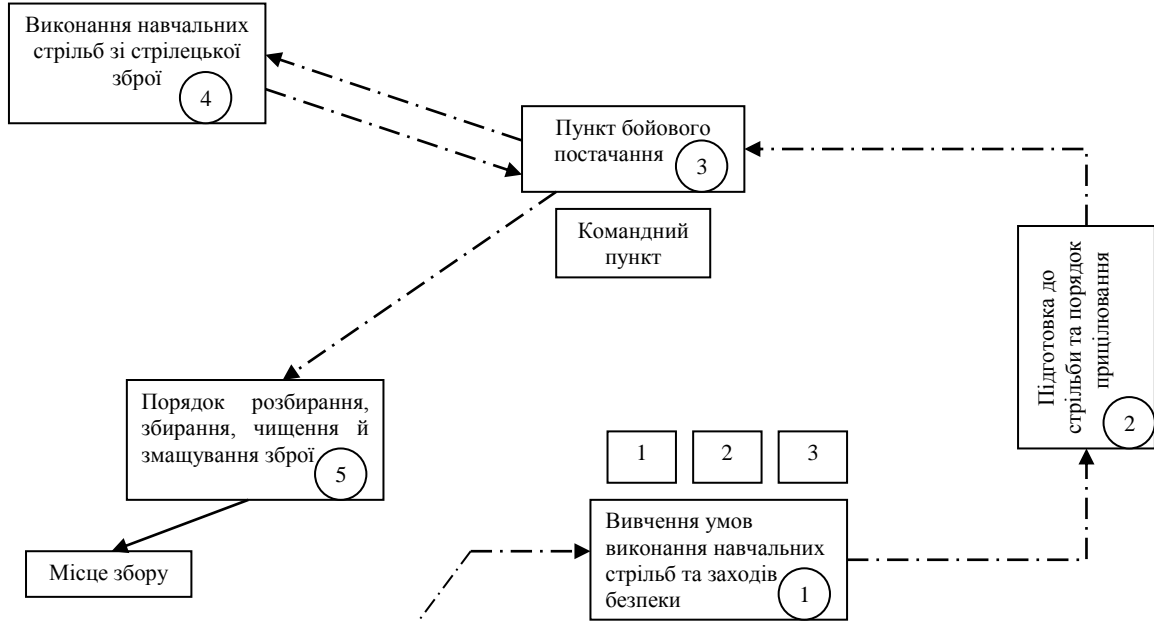 Виконання навчальних
стрільб зі стрілецької
зброї
4
Пункт бойового
постачання
3
Командний
пункт
Підготовка до
стрільби та порядок
прицілювання
2
Порядок розбирання,
збирання, чищення й
змащування зброї
5
1
2
3
Вивчення умов
виконання навчальних
стрільб та заходів
безпеки
1
Місце збору